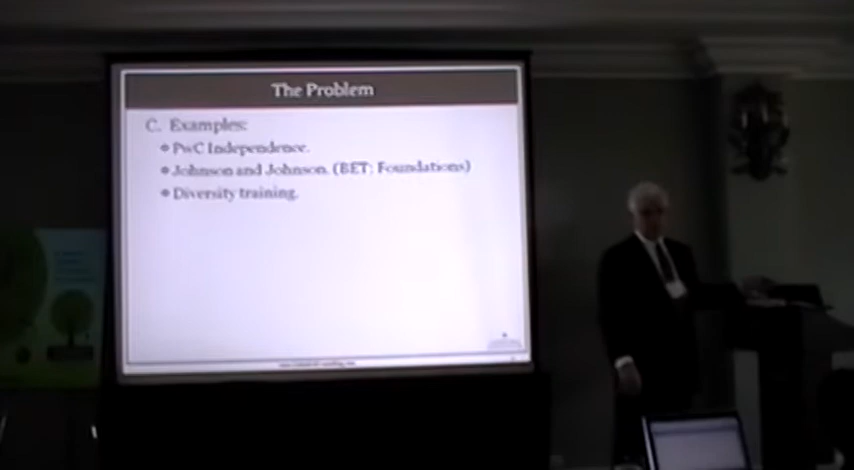 The Problem
C. Examples:
PwC Independence.
Johnson and Johnson. (BET: Foundations)
Diversity training.